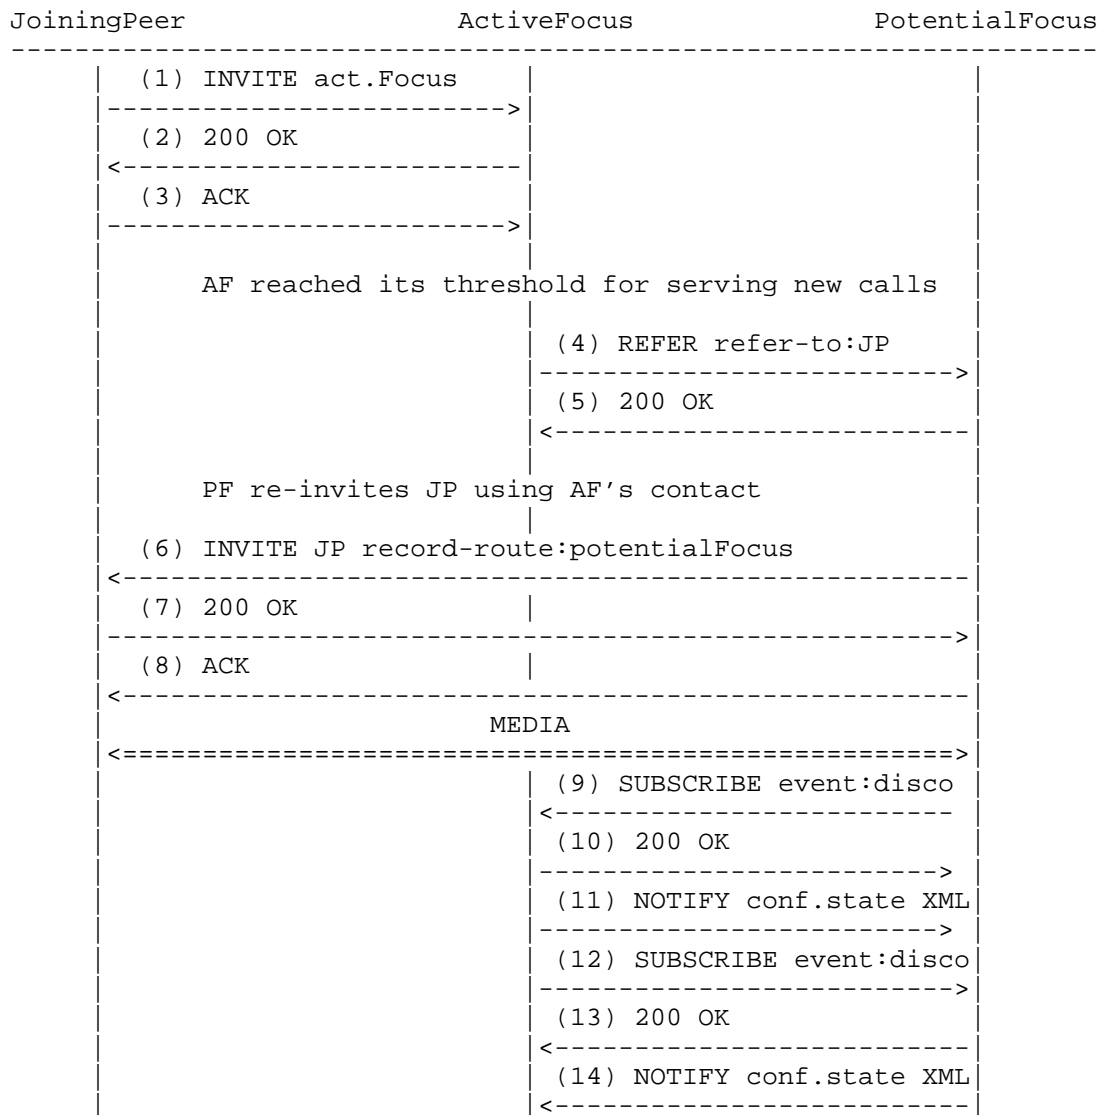 JoiningPeer ActiveFocus PotentialFocus
(1) INVITE act.Focus
(2) 200 OK
(3) ACK
AF reached its threshold for serving new calls
(4) REFER refer-to:JP
(5) 200 OK
PF re-invites JP using AF's contact
(6) INVITE JP record-route:potentialFocus
(7) 200 OK
(8) ACK
MEDIA
(9) SUBSCRIBE event:disco
(10) 200 OK
(11) NOTIFY conf.state XML
(12) SUBSCRIBE event:disco
(13) 200 OK
(14) NOTIFY conf.state XML